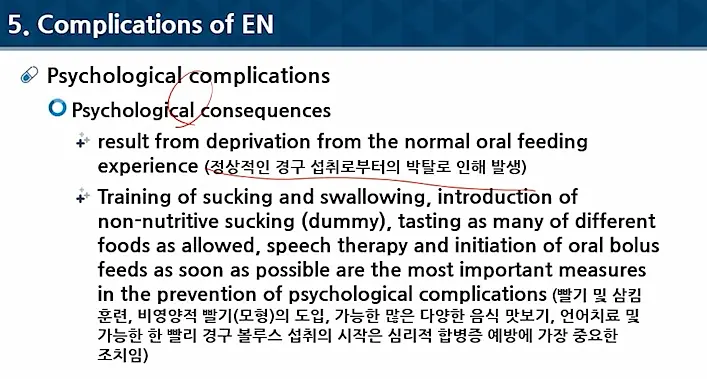 5. Complications of EN
Psychological complications
Psychological consequences
result from deprivation from the normal oral feeding
experience (정상적인 경구 섭취로부터의 박탈로 인해 발생)
Training of sucking and swallowing, introduction of
non-nutritive sucking (dummy), tasting as many of different
foods as allowed, speech therapy and initiation of oral bolus
feeds as soon as possible are the most important measures
in the prevention of psychological complications (빨기 및 삼킴
훈련, 비영양적 빨기(모형)의 도입, 가능한 많은 다양한 음식 맛보기, 언어치료 및
가능한 한 빨리 경구 볼루스 섭취의 시작은 심리적 합병증 예방에 가장 중요한
조치임)